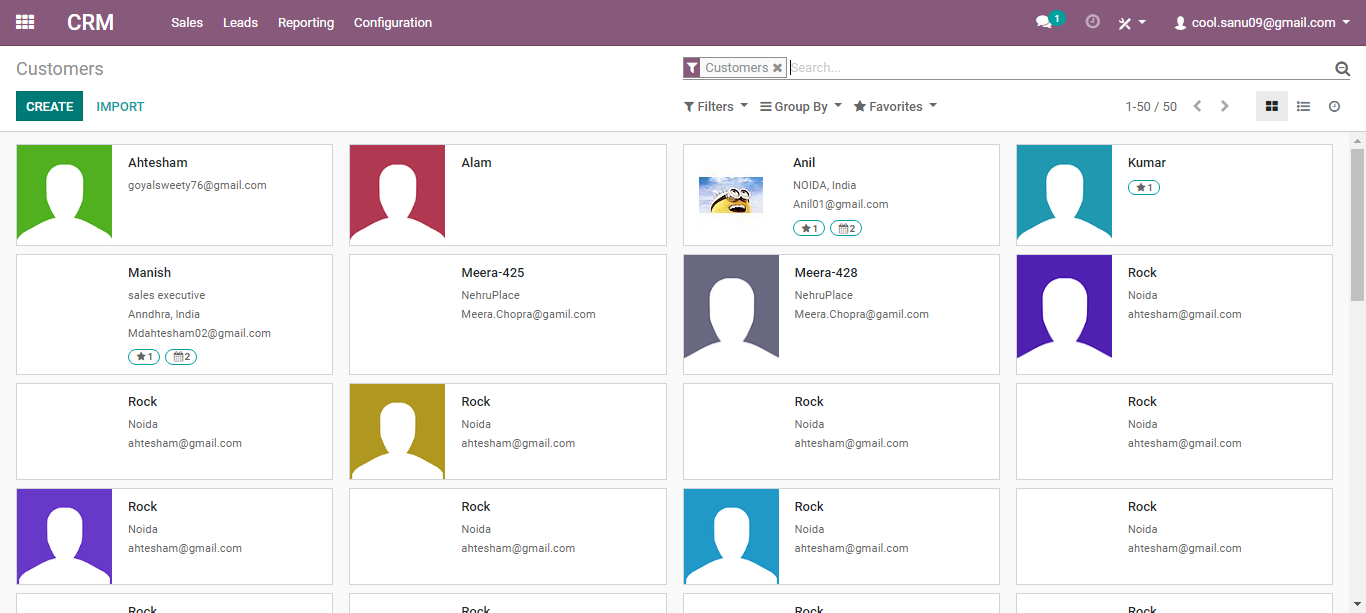 CRM Sales Leads Reporting Configuration 1 cool.sanu09@gmail.com
Customers
Customers Search...
CREATE IMPORT
Filters Group By Favorites 1-50 / 50
Ahtesham
goyalsweety76@gmail.com
Alam
Anil
NOIDA, India
Anil01@gmail.com
1 2
Kumar
1
Manish
sales executive
Anndhra, India
Mdahtesham02@gmail.com
1 2
Meera-425
NehruPlace
Meera.Chopra@gamil.com
Meera-428
NehruPlace
Meera.Chopra@gamil.com
Rock
Noida
ahtesham@gmail.com
Rock
Noida
ahtesham@gmail.com
Rock
Noida
ahtesham@gmail.com
Rock
Noida
ahtesham@gmail.com
Rock
Noida
ahtesham@gmail.com
Rock
Noida
ahtesham@gmail.com
Rock
Noida
ahtesham@gmail.com
Rock
Noida
ahtesham@gmail.com
Rock
Noida
ahtesham@gmail.com
Rock
Rock
Rock
Rock